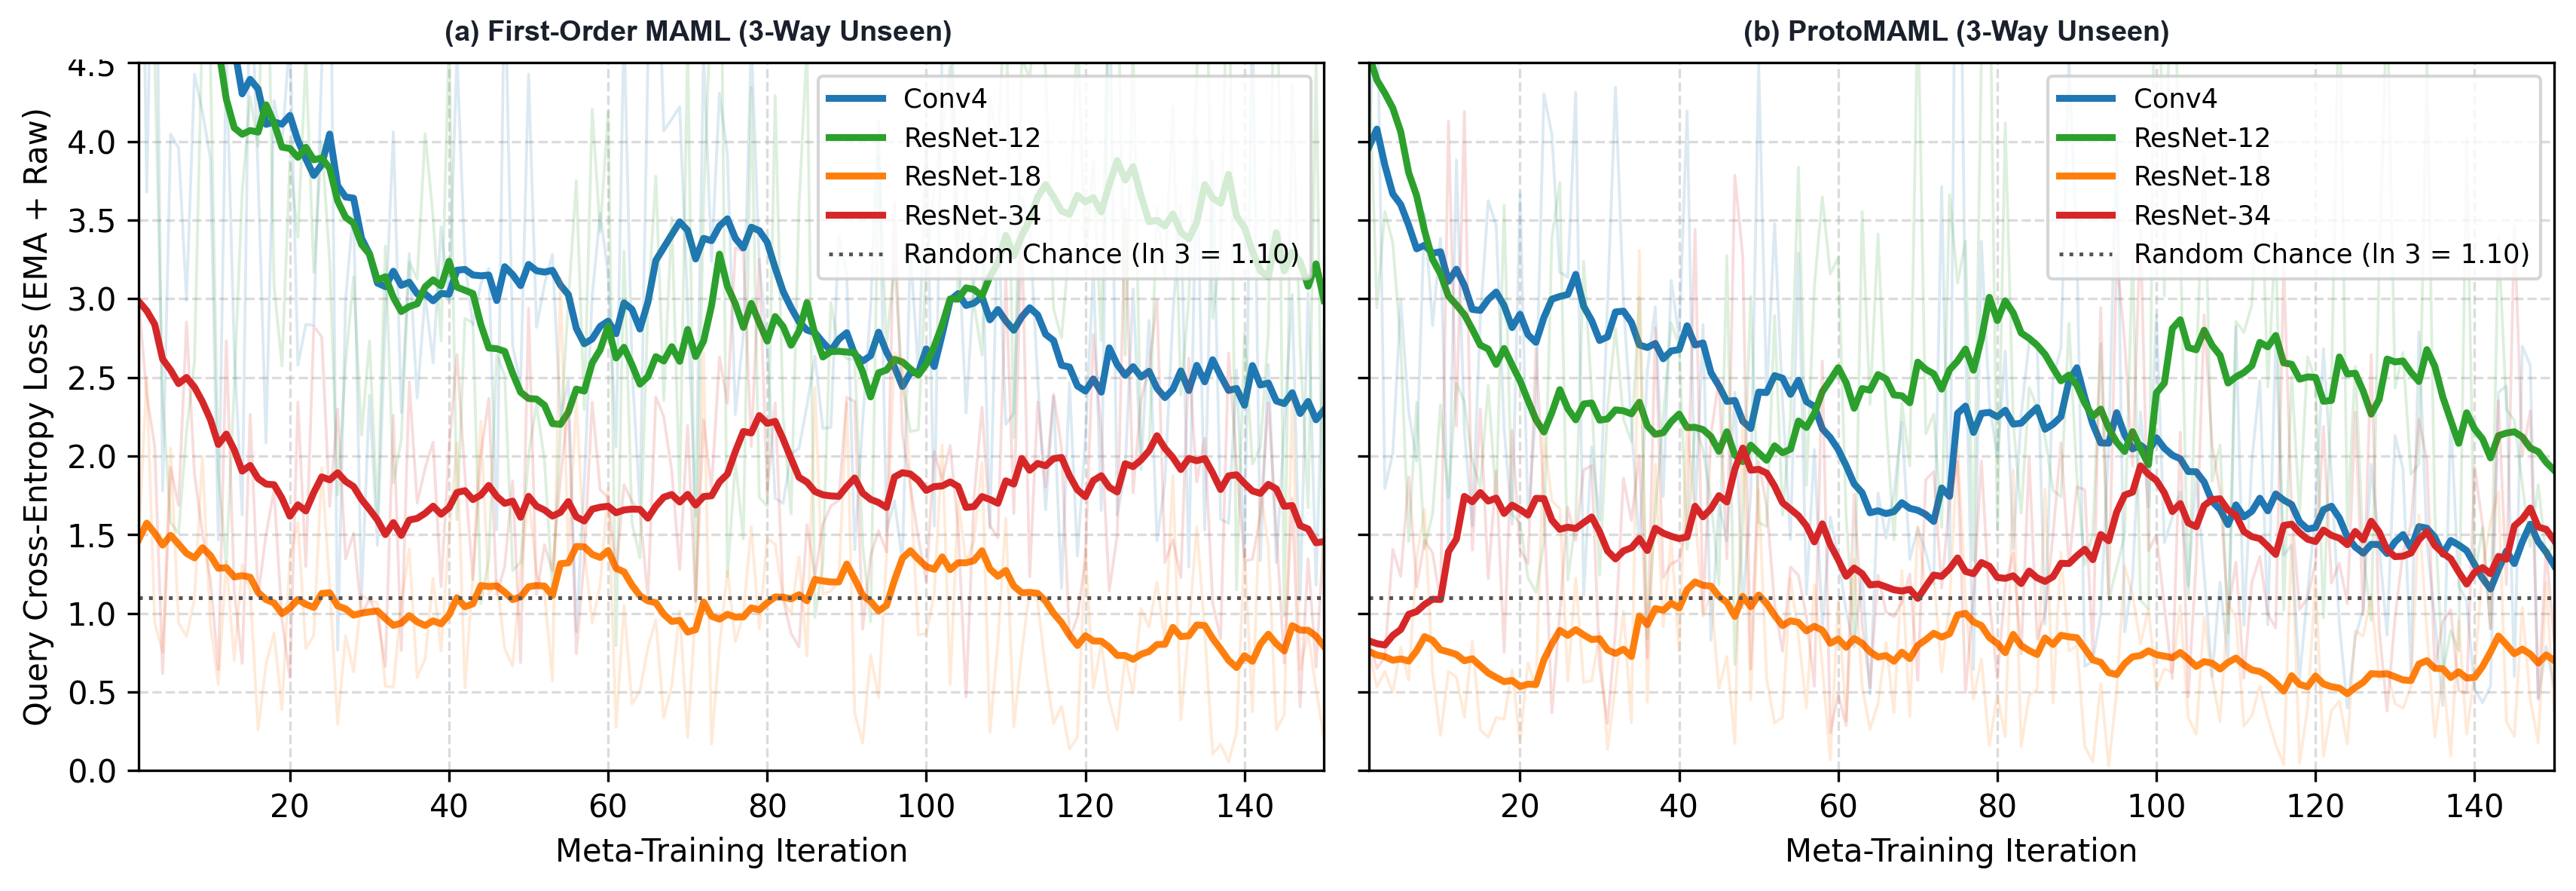 (a) First-Order MAML (3-Way Unseen)
Query Cross-Entropy Loss (EMA + Raw)
4.5
4.0
3.5
3.0
2.5
2.0
1.5
1.0
0.5
0.0
Conv4
ResNet-12
ResNet-18
ResNet-34
Random Chance (ln 3 = 1.10)
20 40 60 80 100 120 140
Meta-Training Iteration
(b) ProtoMAML (3-Way Unseen)
Conv4
ResNet-12
ResNet-18
ResNet-34
Random Chance (ln 3 = 1.10)
20 40 60 80 100 120 140
Meta-Training Iteration